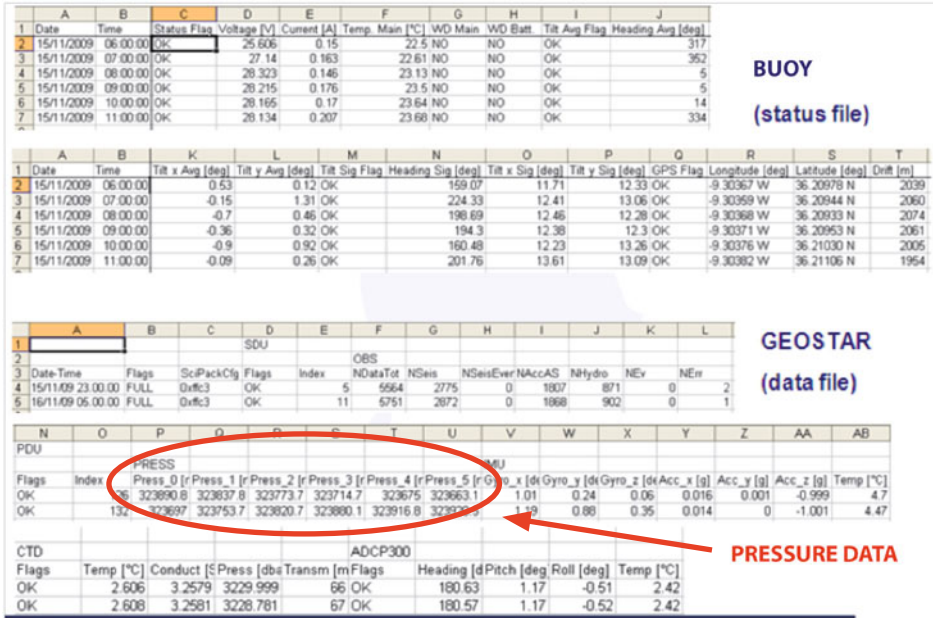 A B C D E F G H I J
1 Date Time Status Flag Voltage [V] Current [A] Temp. Main [°C] WD Main WD Batt. Tilt Avg Flag Heading Avg [deg]
2 15/11/2009 06:00:00 OK 25.606 0.15 22.5 NO NO OK 317
3 15/11/2009 07:00:00 OK 27.14 0.163 22.61 NO NO OK 352
4 15/11/2009 08:00:00 OK 28.323 0.146 23.13 NO NO OK 5
5 15/11/2009 09:00:00 OK 28.215 0.176 23.5 NO NO OK 5
6 15/11/2009 10:00:00 OK 28.165 0.17 23.64 NO NO OK 14
7 15/11/2009 11:00:00 OK 28.134 0.207 23.68 NO NO OK 334
BUOY
(status file)
A B K L M N O P Q R S T
1 Date Time Tilt x Avg [deg] Tilt y Avg [deg] Tilt Sig Flag Heading Sig [deg] Tilt x Sig [deg] Tilt y Sig [deg] GPS Flag Longitude [deg] Latitude [deg] Drift [m]
2 15/11/2009 06:00:00 0.53 0.12 OK 159.07 11.71 12.33 OK -9.30367 W 36.20978 N 2039
3 15/11/2009 07:00:00 -0.15 1.31 OK 224.33 12.41 13.06 OK -9.30359 W 36.20944 N 2060
4 15/11/2009 08:00:00 -0.7 0.46 OK 198.69 12.46 12.28 OK -9.30368 W 36.20933 N 2074
5 15/11/2009 09:00:00 -0.36 0.32 OK 194.3 12.38 12.3 OK -9.30371 W 36.20953 N 2061
6 15/11/2009 10:00:00 -0.9 0.92 OK 160.48 12.23 13.26 OK -9.30376 W 36.21030 N 2005
7 15/11/2009 11:00:00 -0.09 0.26 OK 201.76 13.61 13.09 OK -9.30382 W 36.21106 N 1954
A B C D E F G H I J K L
1 SDU
2 OBS
3 Date-Time Flags SciPackCfg Flags Index NDataTot NSeis NSeisEver NAccAS NHydro NEv NErr
4 15/11/09 23.00.00 FULL 0xffc3 OK 5 5564 2775 0 1807 871 0 2
5 16/11/09 05.00.00 FULL 0xffc3 OK 11 5751 2872 0 1868 902 0 1
GEOSTAR
(data file)
N O P Q R S T U V W X Y Z AA AB
PDU
PRESS IMU
Flags Index Press_0 [r Press_1 [r Press_2 [r Press_3 [r Press_4 [r Press_5 [r Gyro_x [de Gyro_y [de Gyro_z [de Acc_x [g] Acc_y [g] Acc_z [g] Temp [°C]
OK 323890.8 323837.8 323773.7 323714.7 323675 323663.1 1.01 0.24 0.06 0.016 0.001 -0.999 4.7
OK 132 323697 323753.7 323820.7 323880.1 323916.8 1.19 0.88 0.35 0.014 0 -1.001 4.47
PRESSURE DATA
CTD ADCP300
Flags Temp [°C] Conduct [S Press [dba Transm [m Flags Heading [d Pitch [deg Roll [deg] Temp [°C]
OK 2.606 3.2579 3229.999 66 OK 180.63 1.17 -0.51 2.42
OK 2.608 3.2581 3228.781 67 OK 180.57 1.17 -0.52 2.42